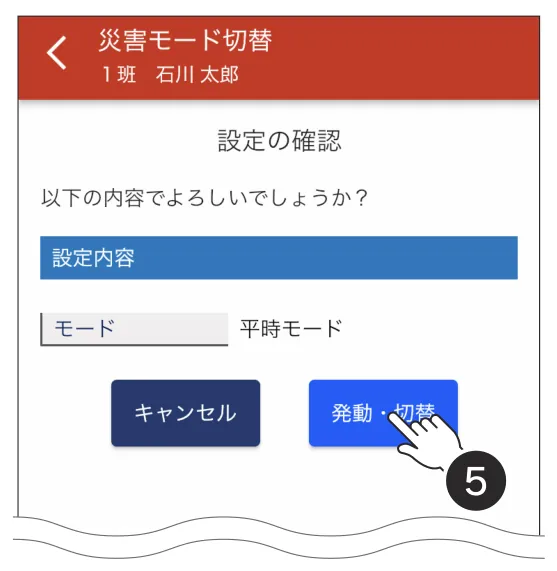 災害モード切替
1班　石川 太郎
設定の確認
以下の内容でよろしいでしょうか？
設定内容
モード　平時モード
キャンセル　発動・切替
5